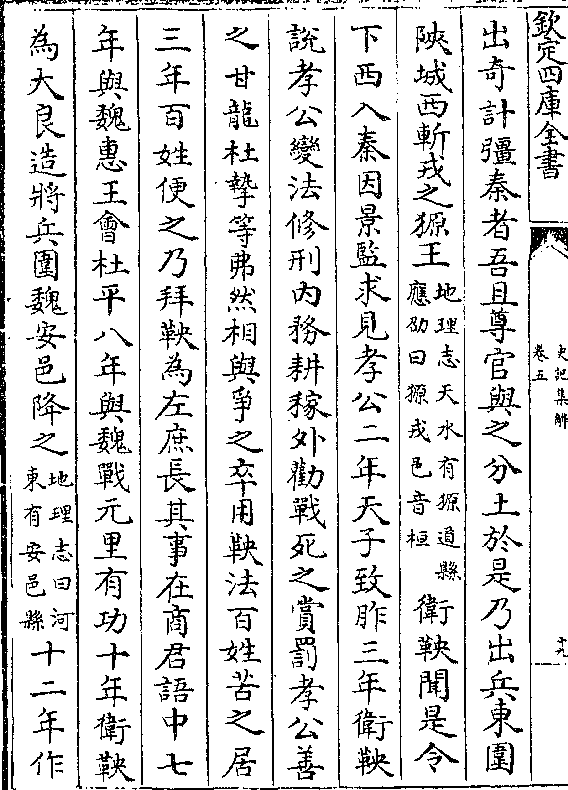 欽定四庫全書
史記集解
卷五
十九
出奇計彊秦者吾且尊官與之分土於是乃出兵東圍
陜城西斬戎之獂王
地理志天水有獂道縣
應劭曰獂戎邑音桓
衛鞅聞是令
下西入秦因景監求見孝公二年天子致胙三年衛鞅
說孝公變法修刑内務耕稼外勸戰死之賞罰孝公善
之甘龍杜摯等弗然相與爭之卒用鞅法百姓苦之居
三年百姓便之乃拜鞅為左庶長其事在商君語中七
年與魏惠王會杜平八年與魏戰元里有功十年衛鞅
為大良造將兵圍魏安邑降之
地理志曰河
東有安邑縣
十二年作